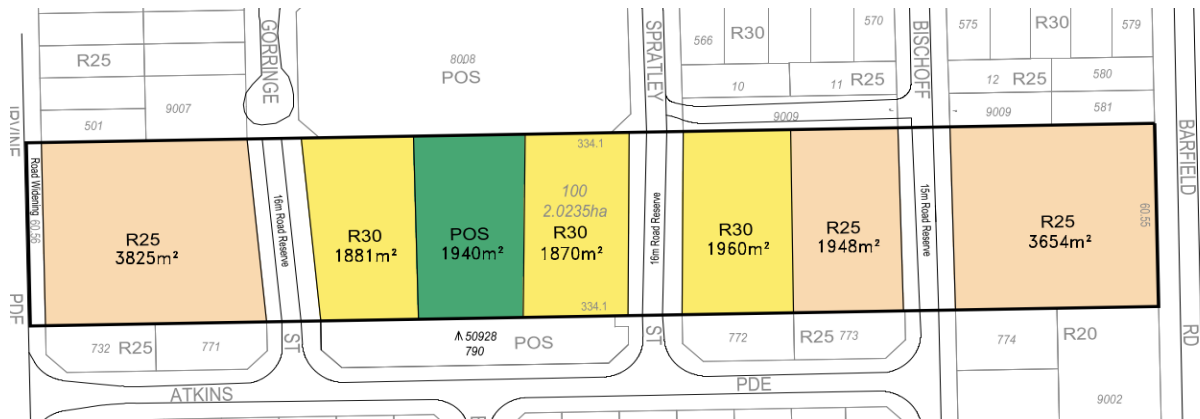 GORRINGE
SPRATLEY
BISCHOFF
R25
8008
POS
566
R30
570
575
R30
579
10
11
R25
12
R25
580
501
9007
9009
9009
581
BARFIELD
IRVINE
Road Widening
60.56
R25
3825m²
16m Road Reserve
R30
1881m²
POS
1940m²
334.1
100
2.0235ha
R30
1870m²
334.1
16m Road Reserve
R30
1960m²
R25
1948m²
15m Road Reserve
R25
3654m²
60.55
PDE
732
R25
771
ST
50928
790
POS
ST
772
R25
773
774
R20
RD
ATKINS
PDE
9002